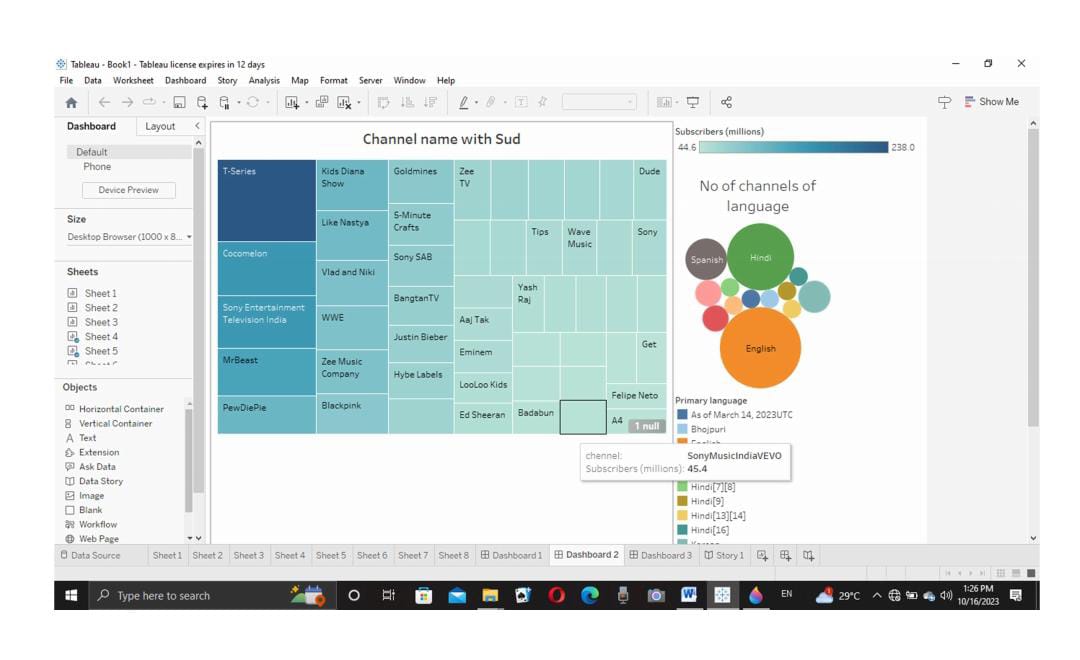 Tableau - Book1 - Tableau license expires in 12 days
File Data Worksheet Dashboard Story Analysis Map Format Server Window Help
Show Me
Dashboard Layout
Default
Phone
Device Preview
Size
Desktop Browser (1000 x 8...
Sheets
Sheet 1
Sheet 2
Sheet 3
Sheet 4
Sheet 5
Objects
Horizontal Container
Vertical Container
Text
Extension
Ask Data
Data Story
Image
Blank
Workflow
Web Page
Channel name with Sud
T-Series
Cocomelon
Sony Entertainment
Television India
MrBeast
PewDiePie
Kids Diana
Show
Like Nastya
Vlad and Niki
WWE
Zee Music
Company
Blackpink
Goldmines
5-Minute
Crafts
Sony SAB
BangtanTV
Justin Bieber
Hybe Labels
Zee
TV
Dude
Tips
Wave
Music
Sony
Yash
Raj
Aaj Tak
Eminem
Get
LooLoo Kids
Felipe Neto
Ed Sheeran
Badabun
A4
1 null
chennel: SonyMusicIndiaVEVO
Subscribers (millions): 45.4
Subscribers (millions)
44.6 238.0
No of channels of
language
Spanish
Hindi
English
Primary language
As of March 14, 2023UTC
Bhojpuri
English
Hindi[7][8]
Hindi[9]
Hindi[13][14]
Hindi[16]
Data Source Sheet 1 Sheet 2 Sheet 3 Sheet 4 Sheet 5 Sheet 6 Sheet 7 Sheet 8 Dashboard 1 Dashboard 2 Dashboard 3 Story 1
Type here to search
EN
29°C
1:26 PM
10/16/2023